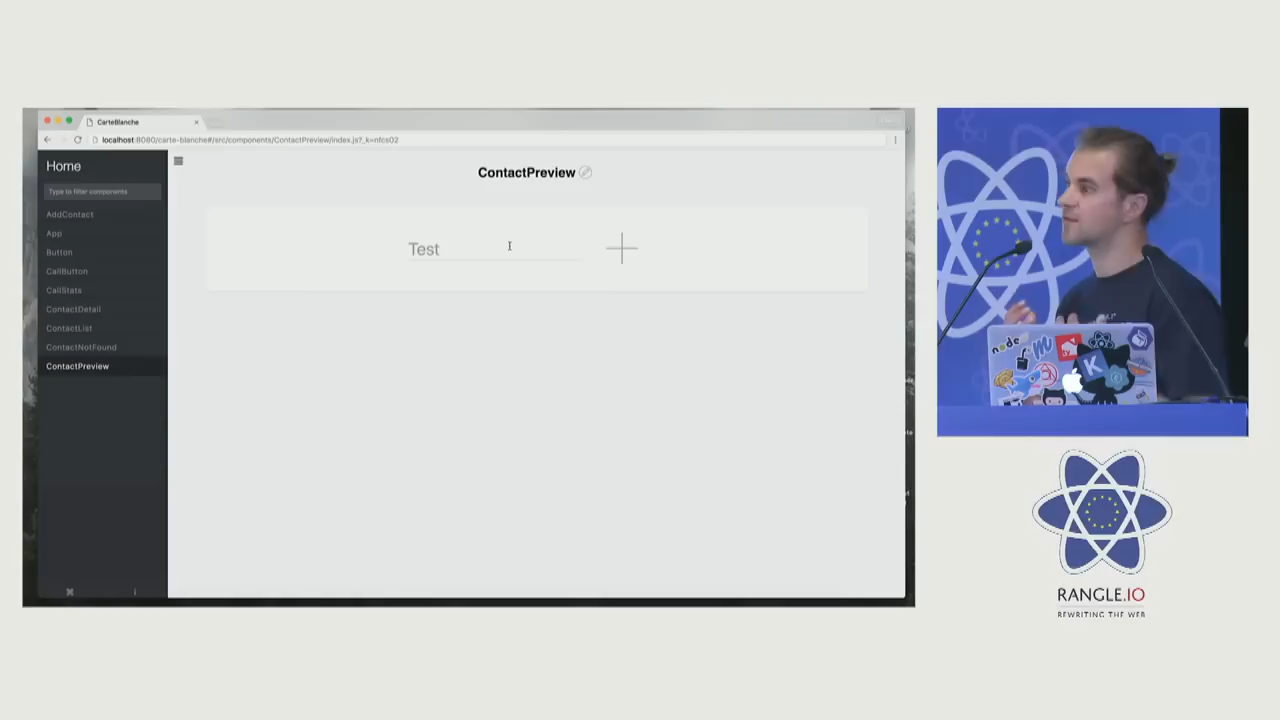 CarteBlanche
localhost:8080/carte-blanche#/src/components/ContactPreview/index.js?_k=nfcs02
Home
Type to filter components
AddContact
App
Button
CallButton
CallStats
ContactDetail
ContactList
ContactNotFound
ContactPreview
ContactPreview
Test
node
K
RANGLE.IO
REWRITING THE WEB